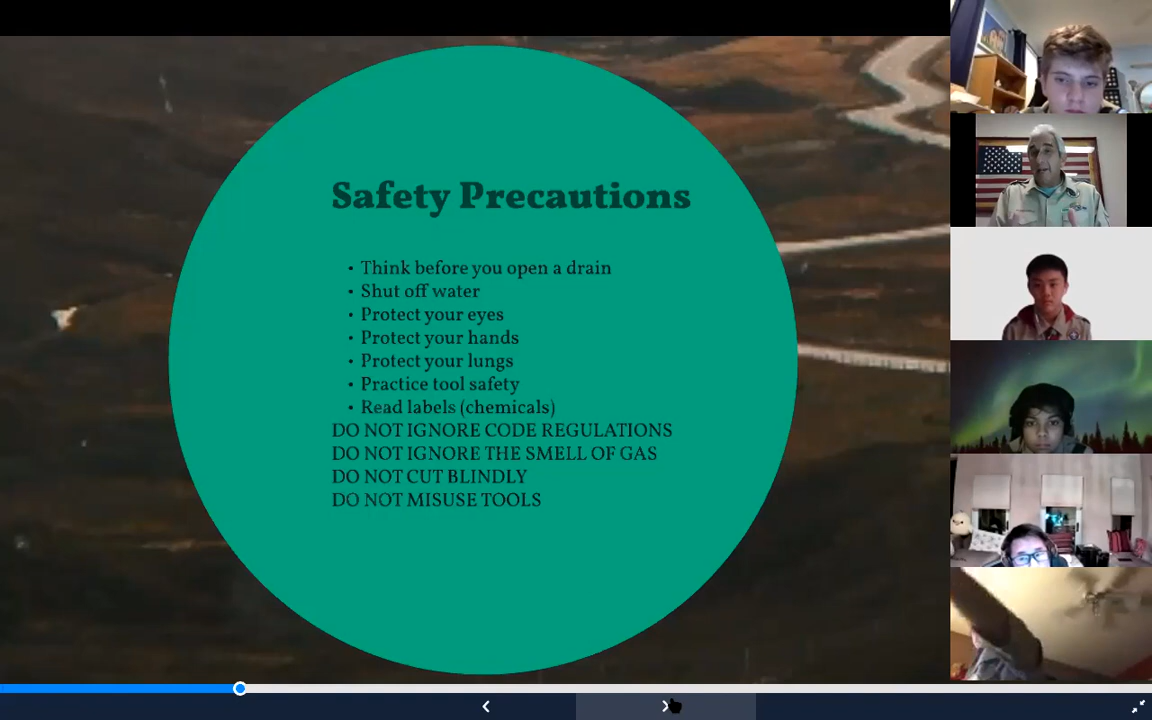 Safety Precautions
• Think before you open a drain
• Shut off water
• Protect your eyes
• Protect your hands
• Protect your lungs
• Practice tool safety
• Read labels (chemicals)
DO NOT IGNORE CODE REGULATIONS
DO NOT IGNORE THE SMELL OF GAS
DO NOT CUT BLINDLY
DO NOT MISUSE TOOLS